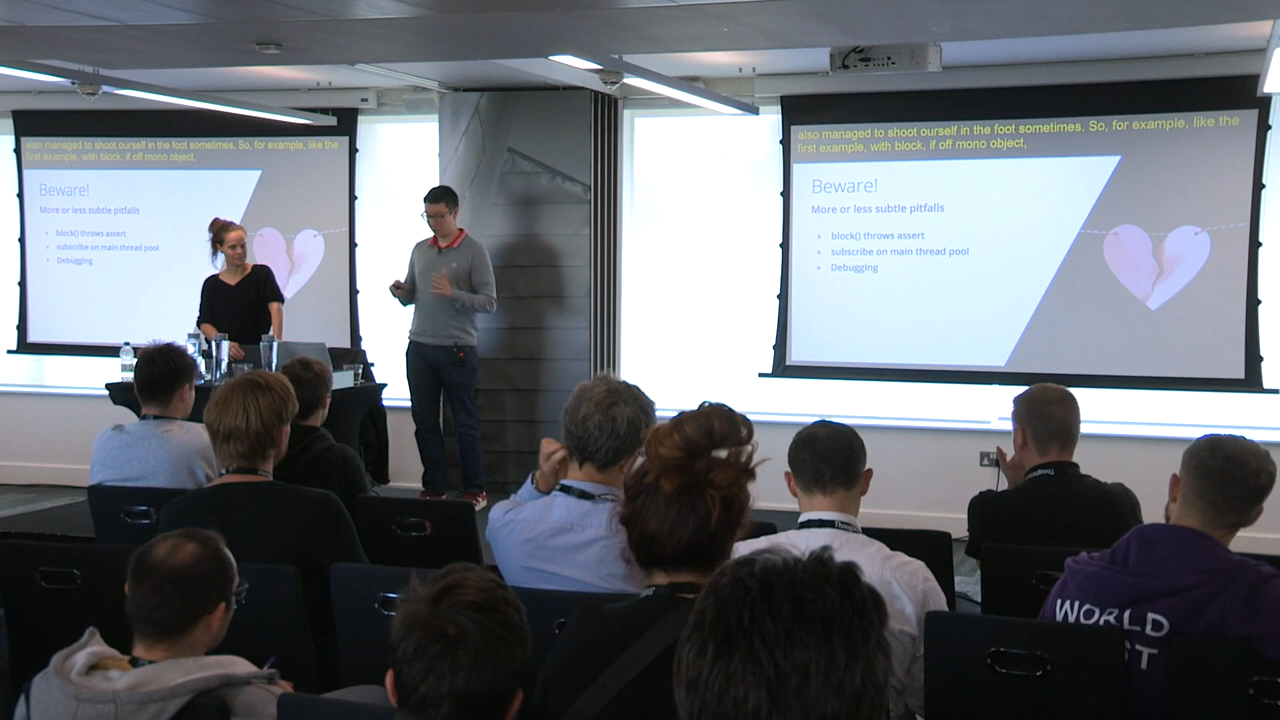 also managed to shoot ourself in the foot sometimes. So, for example, like the
first example, with block, if off mono object,
Beware!
More or less subtle pitfalls
• block() throws assert
• subscribe on main thread pool
• Debugging
also managed to shoot ourself in the foot sometimes. So, for example, like the
first example, with block, if off mono object,
Beware!
More or less subtle pitfalls
• block() throws assert
• subscribe on main thread pool
• Debugging
WORLD